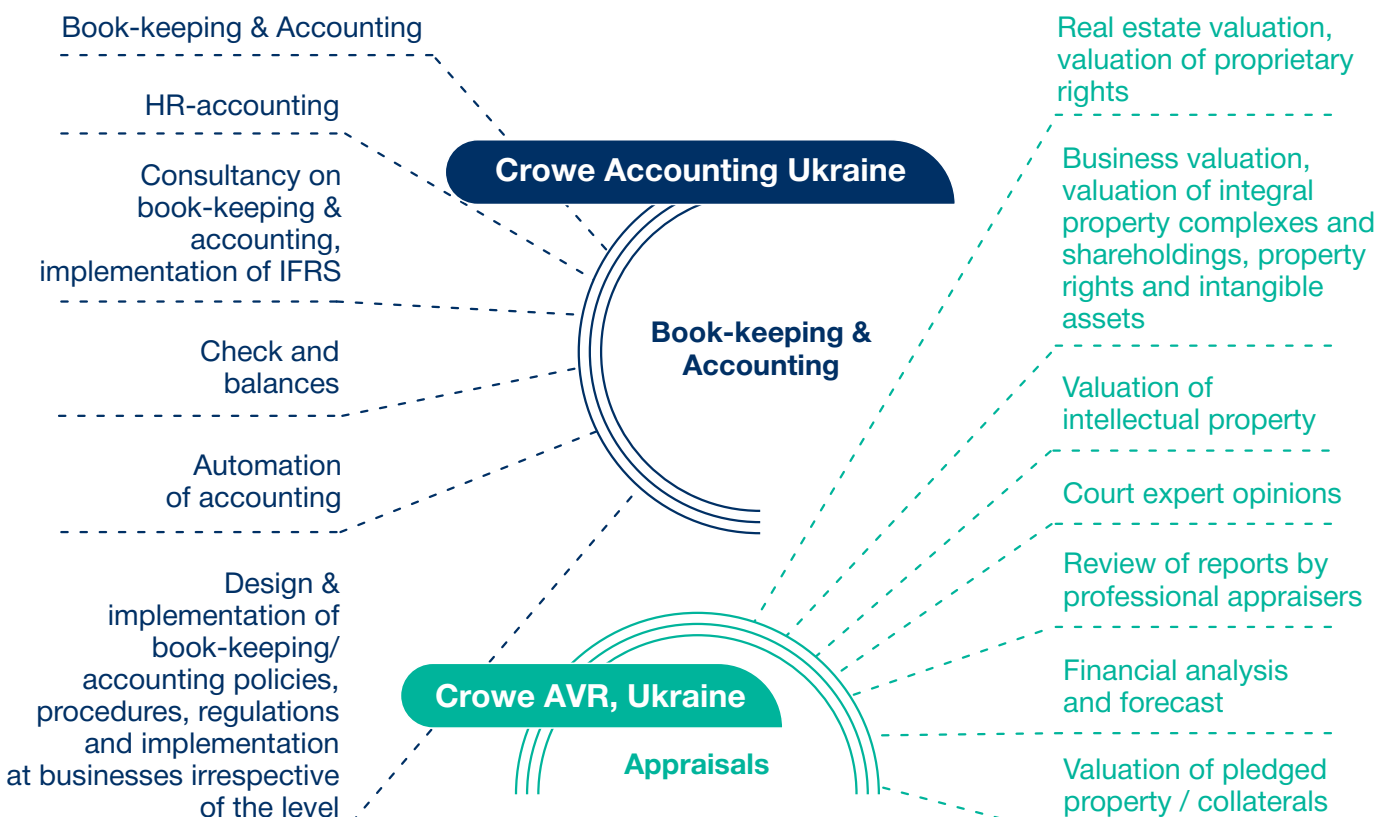 Book-keeping & Accounting
HR-accounting
Consultancy on
book-keeping &
accounting,
implementation of IFRS
Check and
balances
Automation
of accounting
Design &
implementation of
book-keeping/
accounting policies,
procedures, regulations
and implementation
at businesses irrespective
of the level
Crowe Accounting Ukraine
Book-keeping &
Accounting
Crowe AVR, Ukraine
Appraisals
Real estate valuation,
valuation of proprietary
rights
Business valuation,
valuation of integral
property complexes and
shareholdings, property
rights and intangible
assets
Valuation of
intellectual property
Court expert opinions
Review of reports by
professional appraisers
Financial analysis
and forecast
Valuation of pledged
property / collaterals